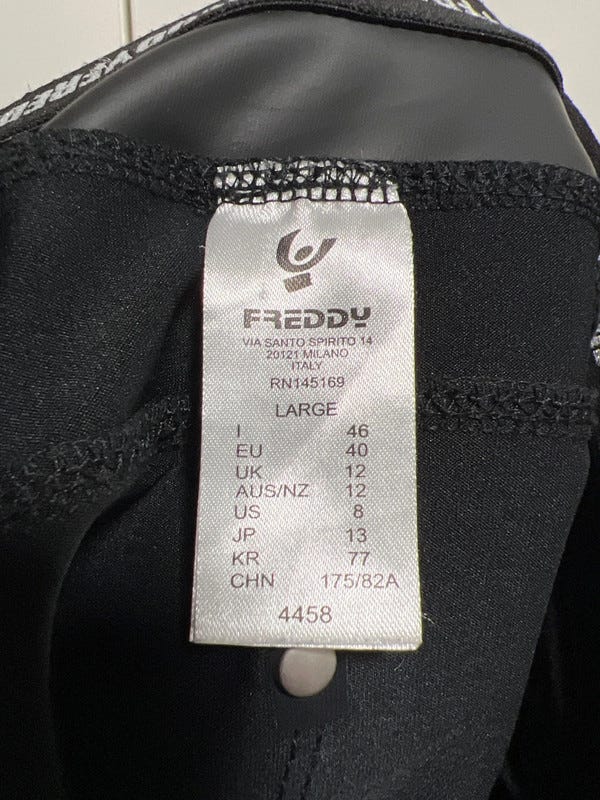 FREDDY
VIA SANTO SPIRITO 14
20121 MILANO
ITALY
RN145169
LARGE
I 46
EU 40
UK 12
AUS/NZ 12
US 8
JP 13
KR 77
CHN 175/82A
4458